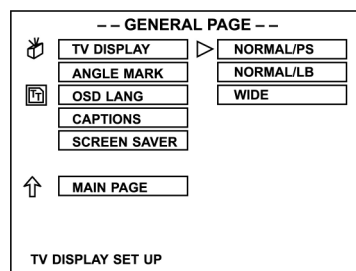 -- GENERAL PAGE --
TV DISPLAY
NORMAL/PS
ANGLE MARK
NORMAL/LB
TT
OSD LANG
WIDE
CAPTIONS
SCREEN SAVER
MAIN PAGE
TV DISPLAY SET UP